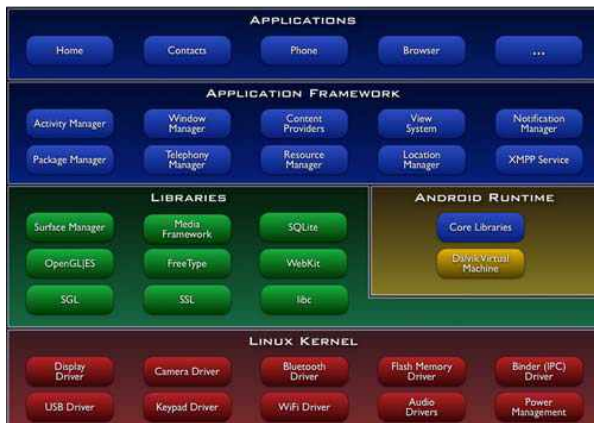 APPLICATIONS
Home
Contacts
Phone
Browser
...
APPLICATION FRAMEWORK
Activity Manager
Window
Manager
Content
Providers
View
System
Notification
Manager
Package Manager
Telephony
Manager
Resource
Manager
Location
Manager
XMPP Service
LIBRARIES
Surface Manager
Media
Framework
SQLite
OpenGL|ES
FreeType
WebKit
SGL
SSL
libc
ANDROID RUNTIME
Core Libraries
Dalvik Virtual
Machine
LINUX KERNEL
Display
Driver
Camera Driver
Bluetooth
Driver
Flash Memory
Driver
Binder (IPC)
Driver
USB Driver
Keypad Driver
WiFi Driver
Audio
Drivers
Power
Management